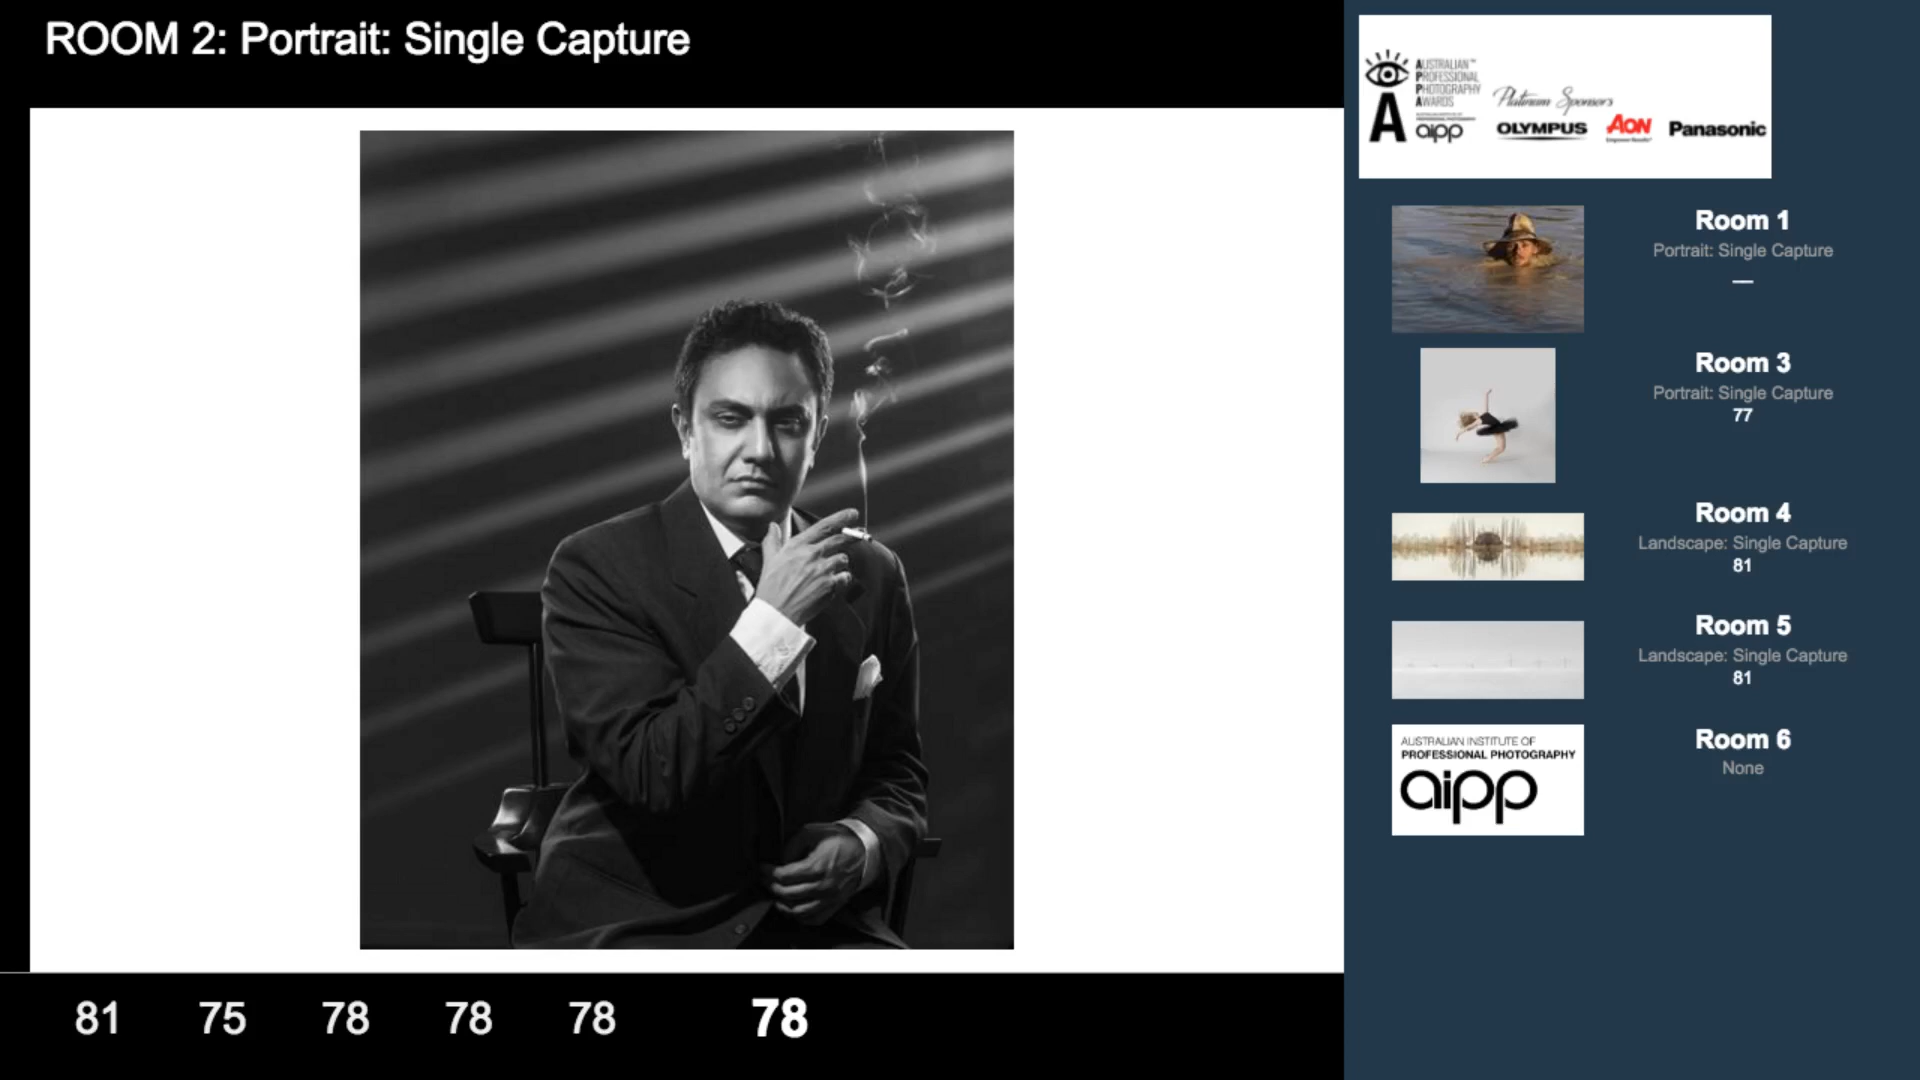 ROOM 2: Portrait: Single Capture
81 75 78 78 78 78
AUSTRALIAN™
PROFESSIONAL
PHOTOGRAPHY
AWARDS
aipp
Platinum Sponsors
OLYMPUS AON Panasonic
Room 1
Portrait: Single Capture
—
Room 3
Portrait: Single Capture
77
Room 4
Landscape: Single Capture
81
Room 5
Landscape: Single Capture
81
AUSTRALIAN INSTITUTE OF
PROFESSIONAL PHOTOGRAPHY
aipp
Room 6
None